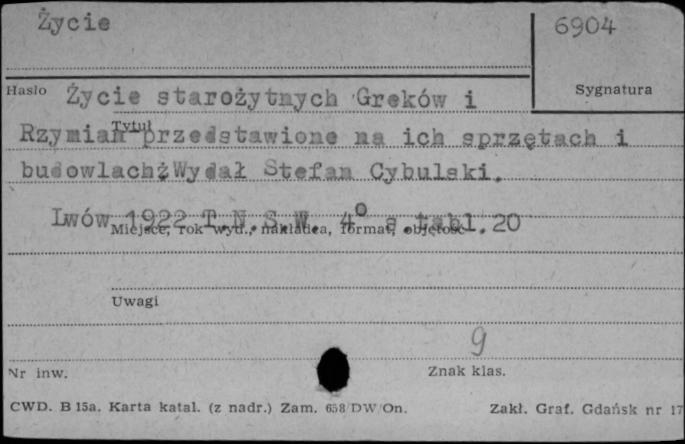 Życie
6904
Hasło
Sygnatura
Życie starożytnych Greków i
Tytuł
Rzymian przedstawione na ich sprzętach i
budowlachżWydał Stefan Cybulski.
Lwów 1922 T.N.S.W. 4° s.tabl.20
Miejsce, rok wyd., nakładca, format, objętość
Uwagi
9
Nr inw.
Znak klas.
CWD. B 15a. Karta katal. (z nadr.) Zam. 658/DW/On.
Zakł. Graf. Gdańsk nr 17